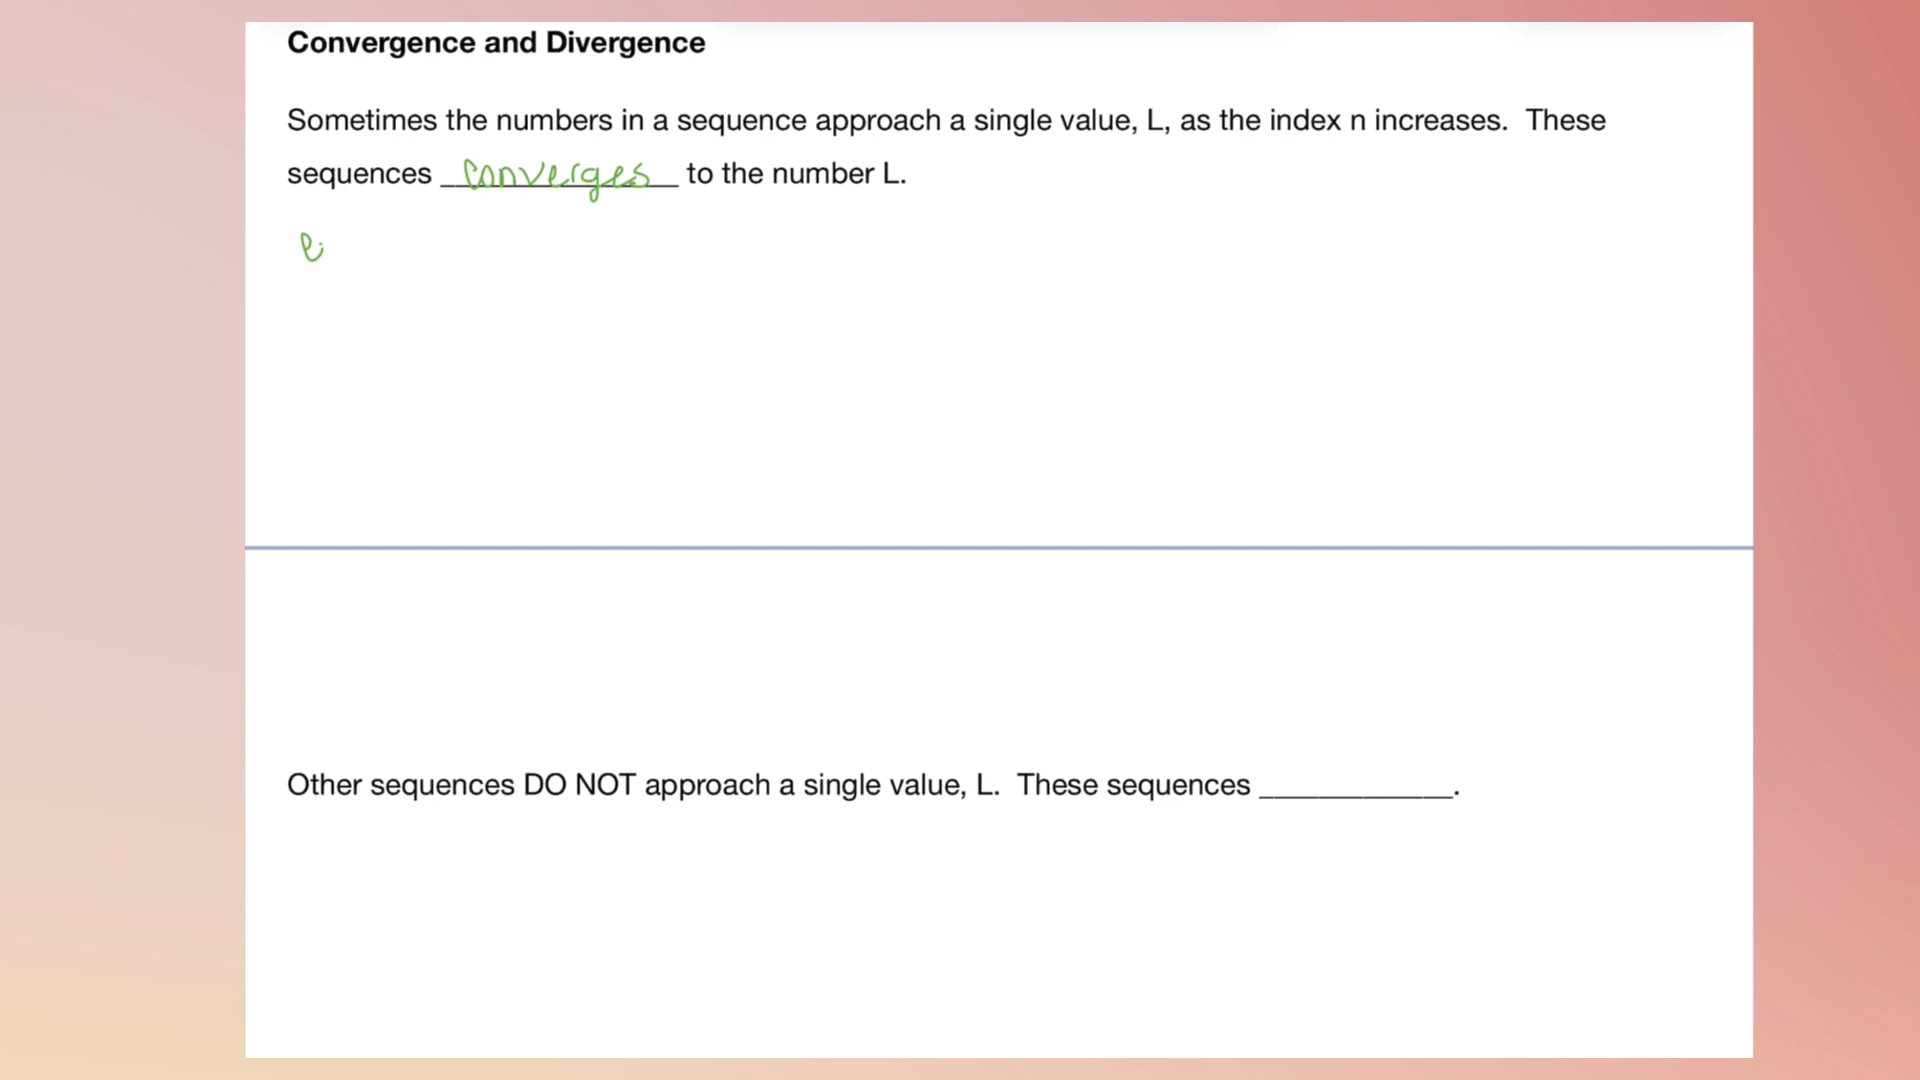 Convergence and Divergence
Sometimes the numbers in a sequence approach a single value, L, as the index n increases. These
sequences converges to the number L.
Other sequences DO NOT approach a single value, L. These sequences ____________.